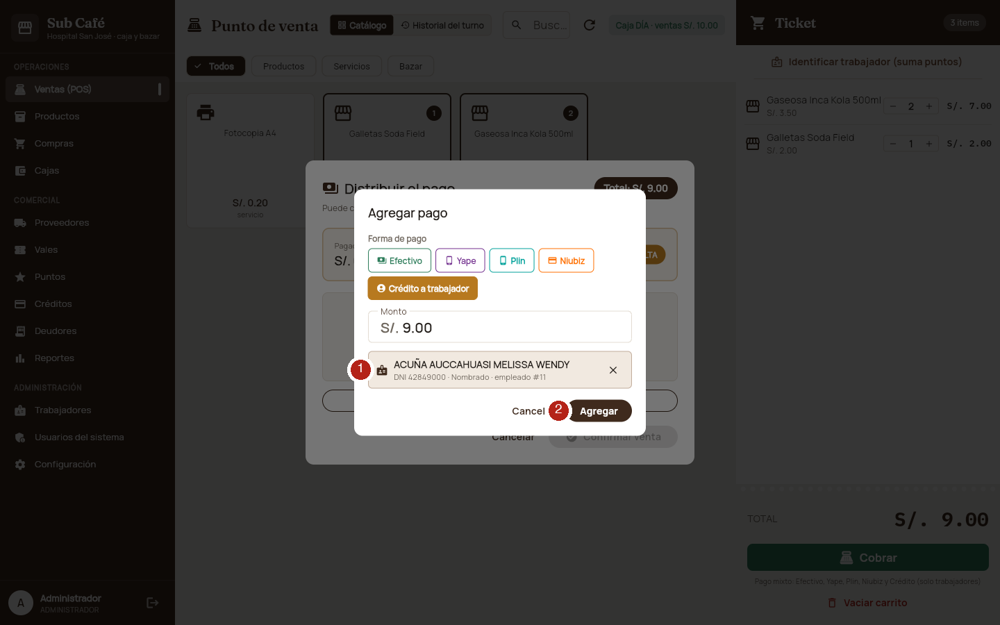 Sub Café
Hospital San José · caja y bazar
OPERACIONES
Ventas (POS)
Productos
Compras
Cajas
COMERCIAL
Proveedores
Vales
Puntos
Créditos
Deudores
Reportes
ADMINISTRACIÓN
Trabajadores
Usuarios del sistema
Configuración
A
Administrador
ADMINISTRADOR
Punto de venta
Catálogo
Historial del turno
Busc...
Caja DÍA · ventas S/. 10.00
Todos
Productos
Servicios
Bazar
Fotocopia A4
S/. 0.20
servicio
1
Galletas Soda Field
2
Gaseosa Inca Kola 500ml
Distribuir el pago
Total: S/. 9.00
Puede c
Paga
S/.
LTA
Cancelar
Confirmar venta
Agregar pago
Forma de pago
Efectivo
Yape
Plin
Niubiz
Crédito a trabajador
Monto
S/. 9.00
1
ACUÑA AUCCAHUASI MELISSA WENDY
DNI 42849000 · Nombrado · empleado #11
Cancel
2
Agregar
Ticket
3 items
Identificar trabajador (suma puntos)
Gaseosa Inca Kola 500ml
S/. 3.50
− 2 +
S/. 7.00
Galletas Soda Field
S/. 2.00
− 1 +
S/. 2.00
TOTAL
S/. 9.00
Cobrar
Pago mixto: Efectivo, Yape, Plin, Niubiz y Crédito (solo trabajadores)
Vaciar carrito